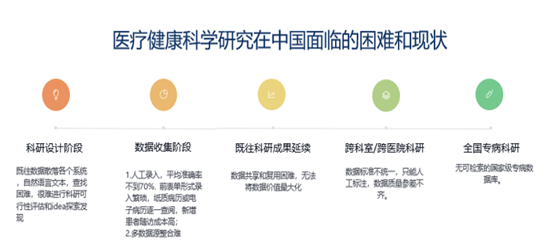 医疗健康科学研究在中国面临的困难和现状
科研设计阶段
既往数据散落各个系统
，自然语言文本，查找
困难，很难进行科研可
行性评估和idea探索发
现
数据收集阶段
1.人工录入，平均准确率
不到70%，前表单形式录
入繁琐，纸质病历或电
子病历逐一查阅，新增
患者随访成本高；
2.多数据源整合难
既往科研成果延续
数据共享和复用困难，无法
将数据价值最大化
跨科室/跨医院科研
数据标准不统一，只能人
工标注，数据质量参差不
齐。
全国专病科研
无可检索的国家级专病数
据库。